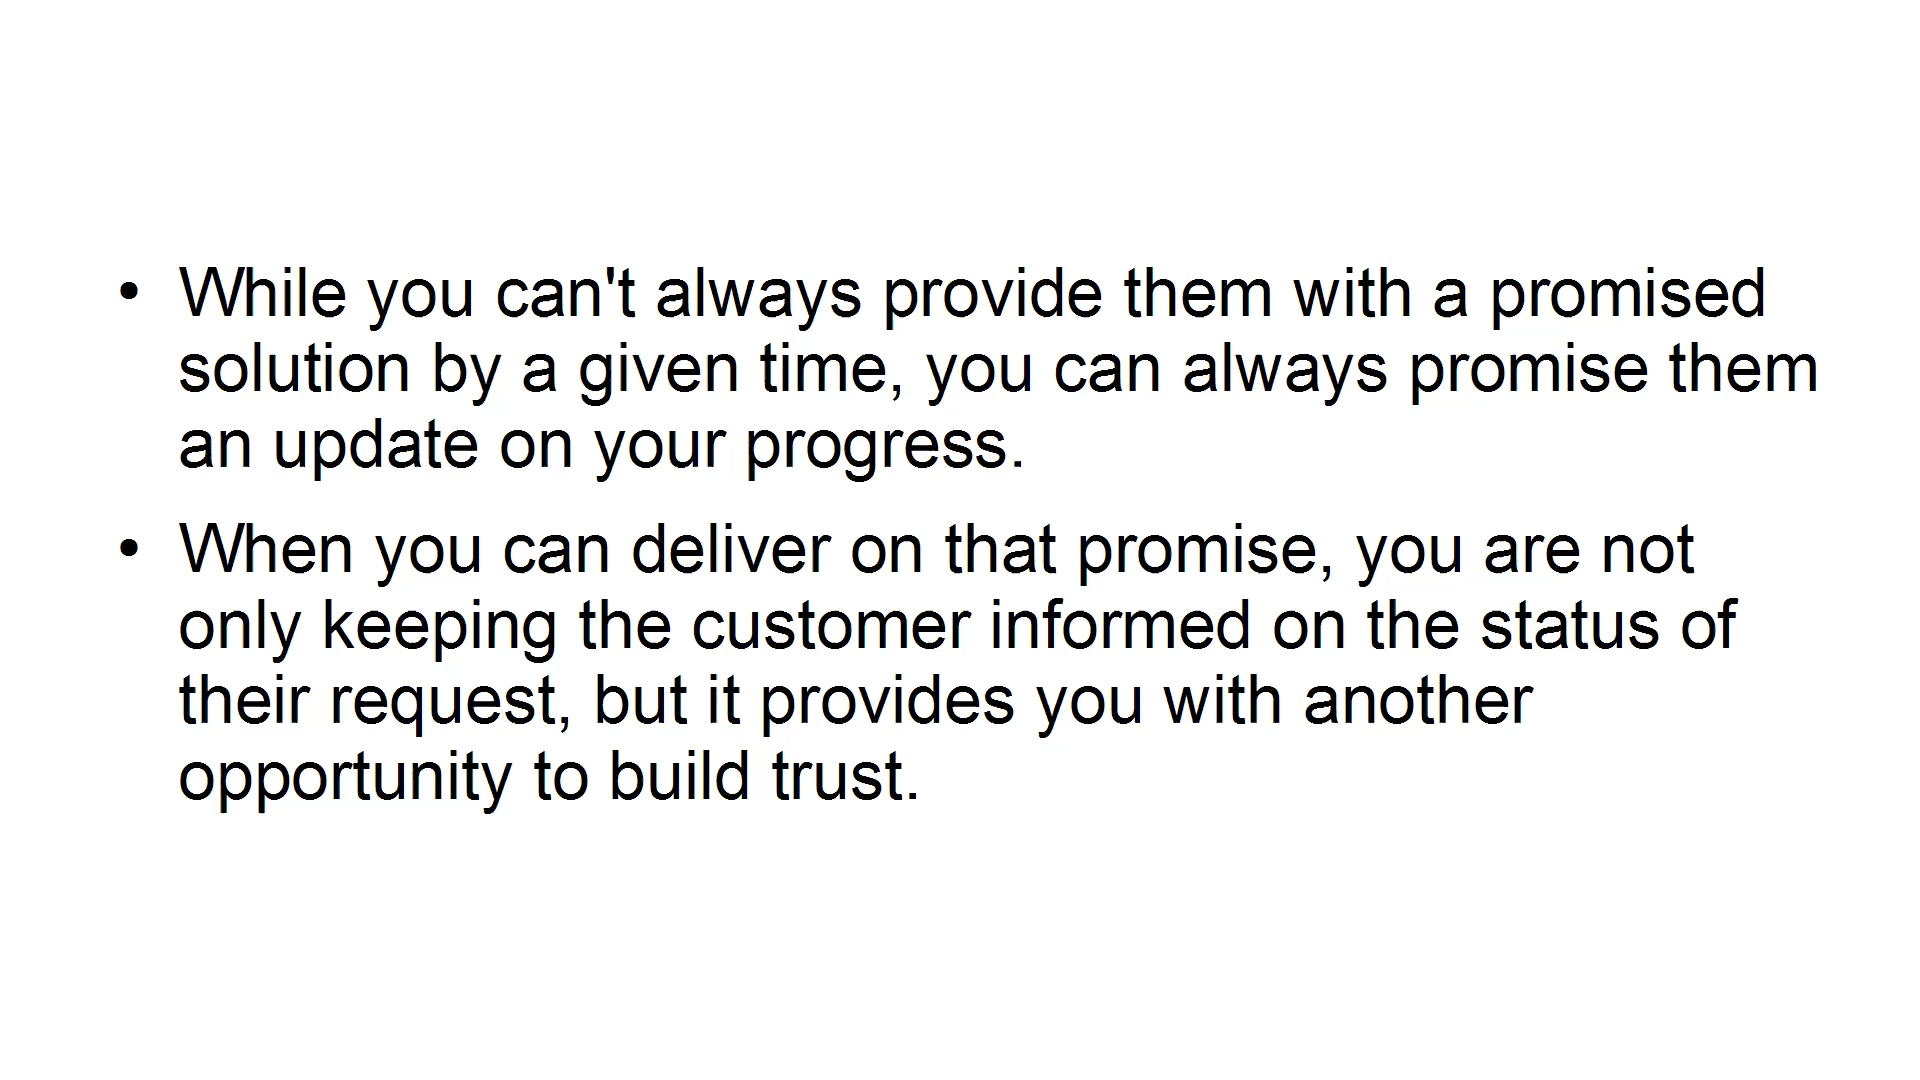 • While you can't always provide them with a promised
solution by a given time, you can always promise them
an update on your progress.
• When you can deliver on that promise, you are not
only keeping the customer informed on the status of
their request, but it provides you with another
opportunity to build trust.